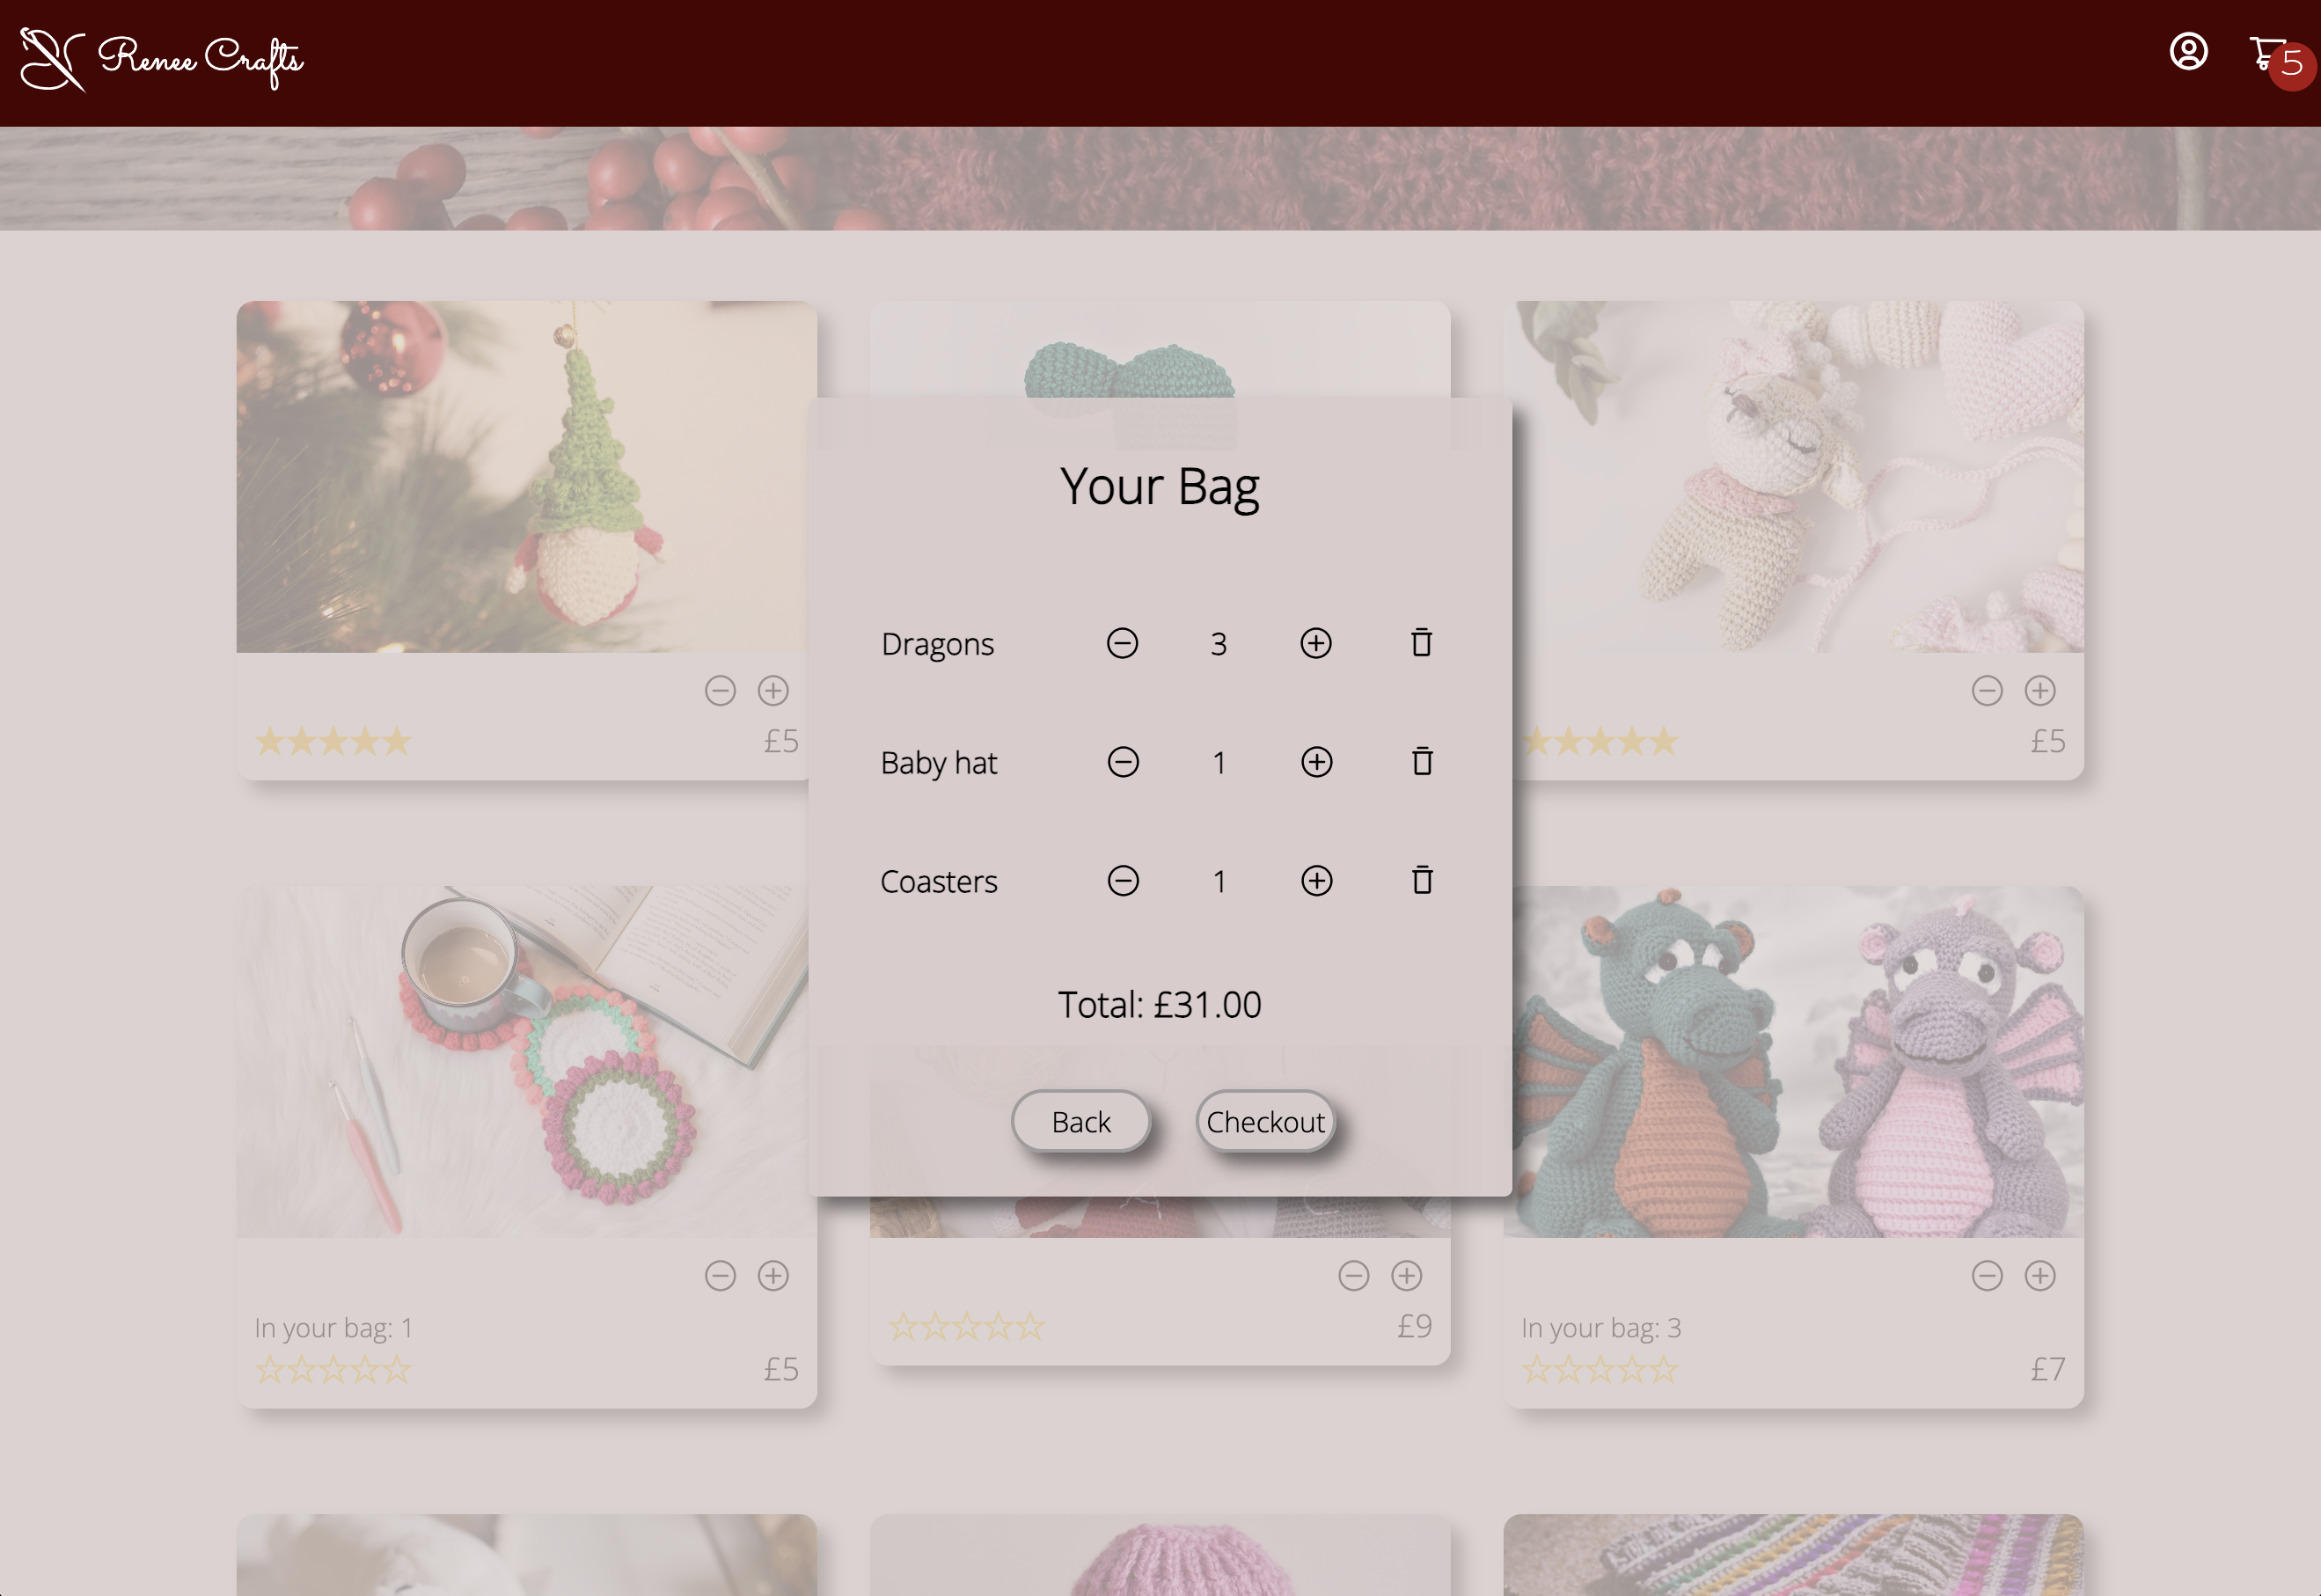 Renee Crafts
5
Your Bag
Dragons 3
Baby hat 1
Coasters 1
Total: £31.00
Back Checkout
£5
£5
In your bag: 1
£5
£9
In your bag: 3
£7